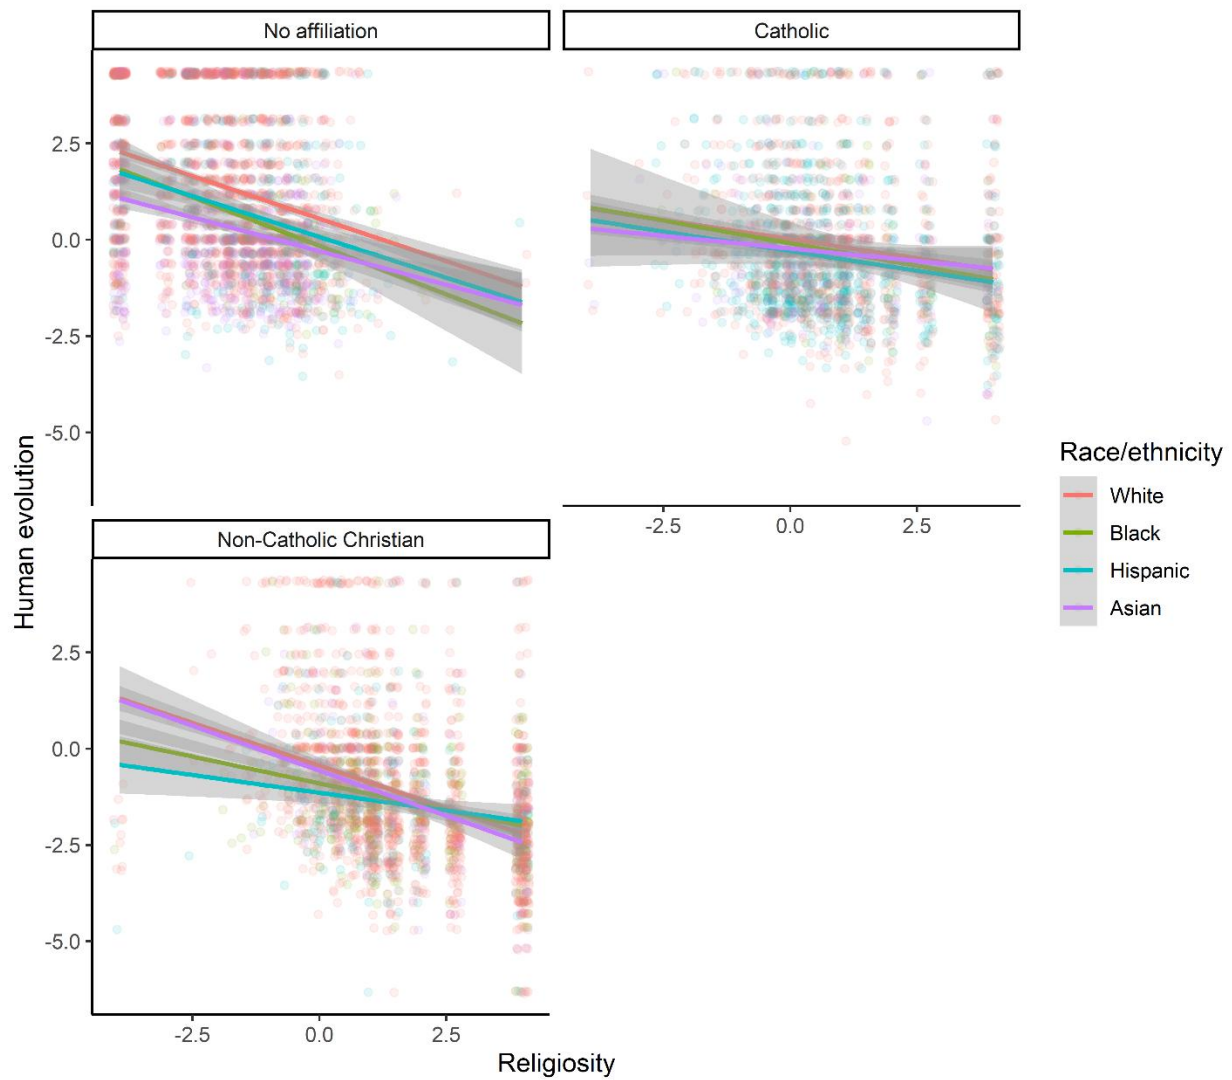 No affiliation
Catholic
2.5
0.0
-2.5
-5.0
-2.5
0.0
2.5
Human evolution
Non-Catholic Christian
2.5
0.0
-2.5
-5.0
-2.5
0.0
2.5
Religiosity
Race/ethnicity
White
Black
Hispanic
Asian